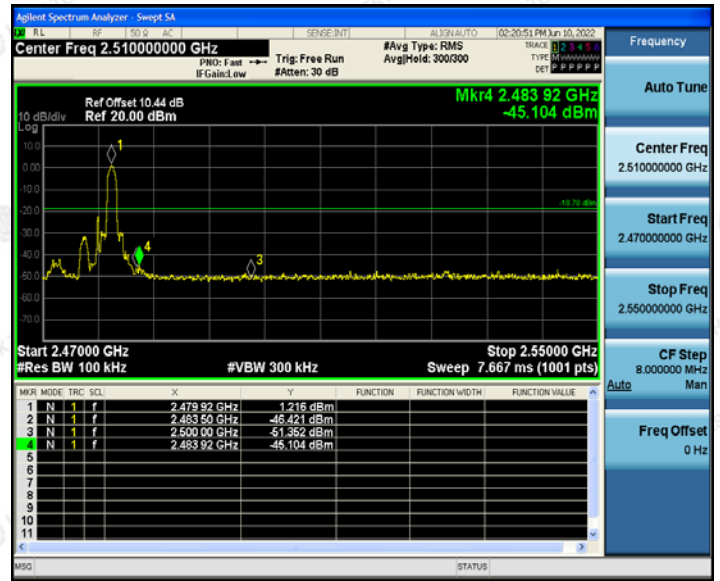 Agilent Spectrum Analyzer - Swept SA
RL RF 50 Ω AC SENSE:INT ALIGNAUTO 02:20:51 PM Jun 10, 2022
Center Freq 2.510000000 GHz
PNO: Fast
IFGain:Low
Trig: Free Run
#Atten: 30 dB
#Avg Type: RMS
Avg|Hold: 300/300
TRACE 1 2 3 4 5 6
TYPE M
DET P P P P P P
Frequency
Auto Tune
Center Freq
2.510000000 GHz
Start Freq
2.470000000 GHz
Stop Freq
2.550000000 GHz
CF Step
8.000000 MHz
Auto Man
Freq Offset
0 Hz
Mkr4 2.483 92 GHz
-45.104 dBm
Ref Offset 10.44 dB
10 dB/div Ref 20.00 dBm
Log
10.0
0.00
-10.0
-20.0
-30.0
-40.0
-50.0
-60.0
-70.0
1
4
3
-18.78 dBm
Start 2.47000 GHz Stop 2.55000 GHz
#Res BW 100 kHz #VBW 300 kHz Sweep 7.667 ms (1001 pts)
MKR MODE TRC SCL X Y FUNCTION FUNCTION WIDTH FUNCTION VALUE
1 N 1 f 2.479 92 GHz 1.216 dBm
2 N 1 f 2.483 50 GHz -46.421 dBm
3 N 1 f 2.500 00 GHz -51.352 dBm
4 N 1 f 2.483 92 GHz -45.104 dBm
5
6
7
8
9
10
11
MSG STATUS